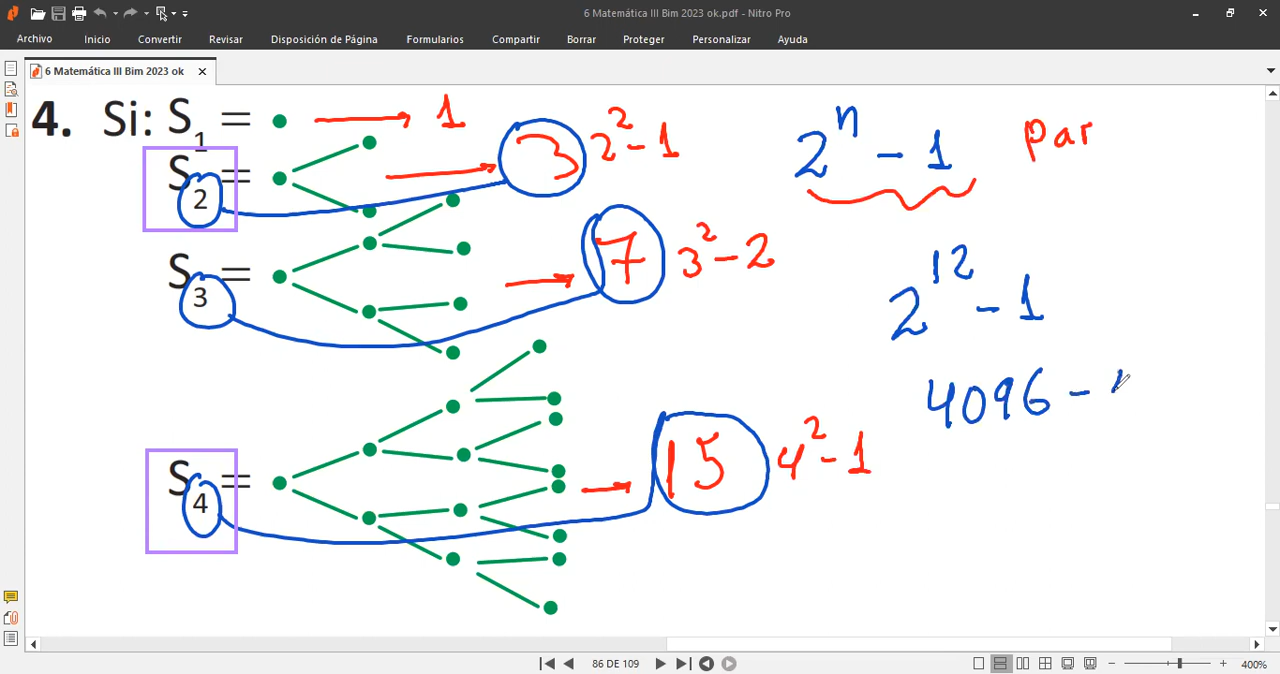 6 Matemática III Bim 2023 ok.pdf - Nitro Pro
Archivo Inicio Convertir Revisar Disposición de Página Formularios Compartir Borrar Proteger Personalizar Ayuda
6 Matemática III Bim 2023 ok
4. Si: S₁ = 1
S₂ = 3 2² - 1
2ⁿ - 1 par
S₃ = 7 3² - 2
2¹² - 1
4096 - 1
S₄ = 15 4² - 1
86 DE 109
400%